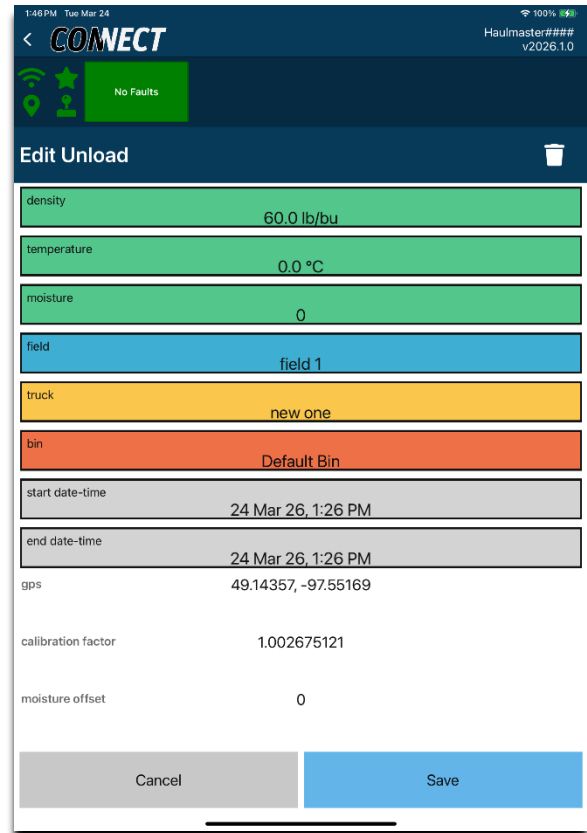 1:46 PM Tue Mar 24
100%
CONNECT
Haulmaster####
v2026.1.0
No Faults
Edit Unload
density
60.0 lb/bu
temperature
0.0 °C
moisture
0
field
field 1
truck
new one
bin
Default Bin
start date-time
24 Mar 26, 1:26 PM
end date-time
24 Mar 26, 1:26 PM
gps
49.14357, -97.55169
calibration factor
1.002675121
moisture offset
0
Cancel
Save